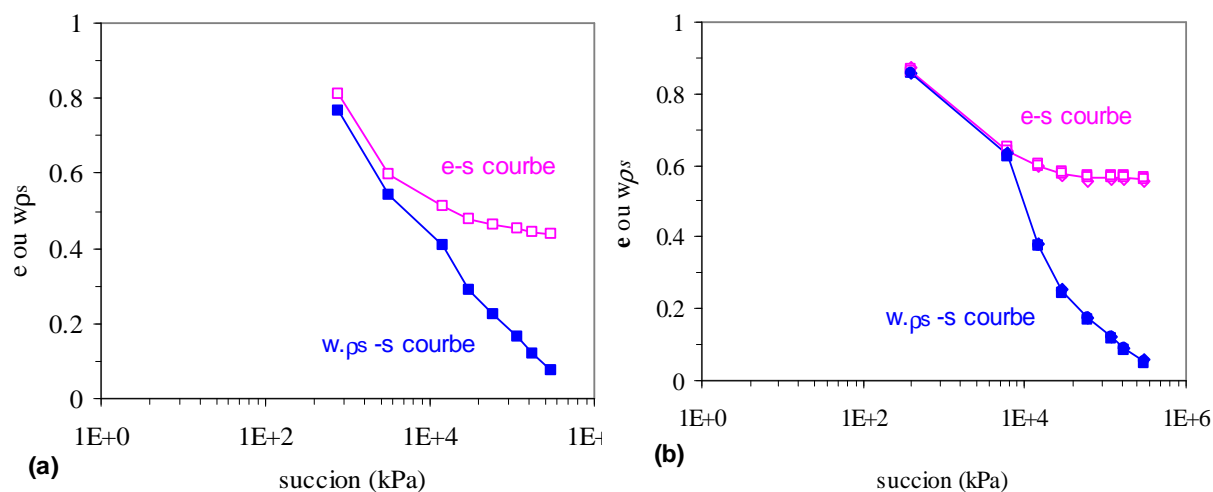 1
0.8
0.6
0.4
0.2
0
e ou wρs
e-s courbe
w.ρs -s courbe
1E+0
1E+2
1E+4
succion (kPa)
(a)
1
0.8
0.6
0.4
0.2
0
e ou wρs
e-s courbe
w.ρs -s courbe
1E+0
1E+2
1E+4
1E+6
succion (kPa)
(b)